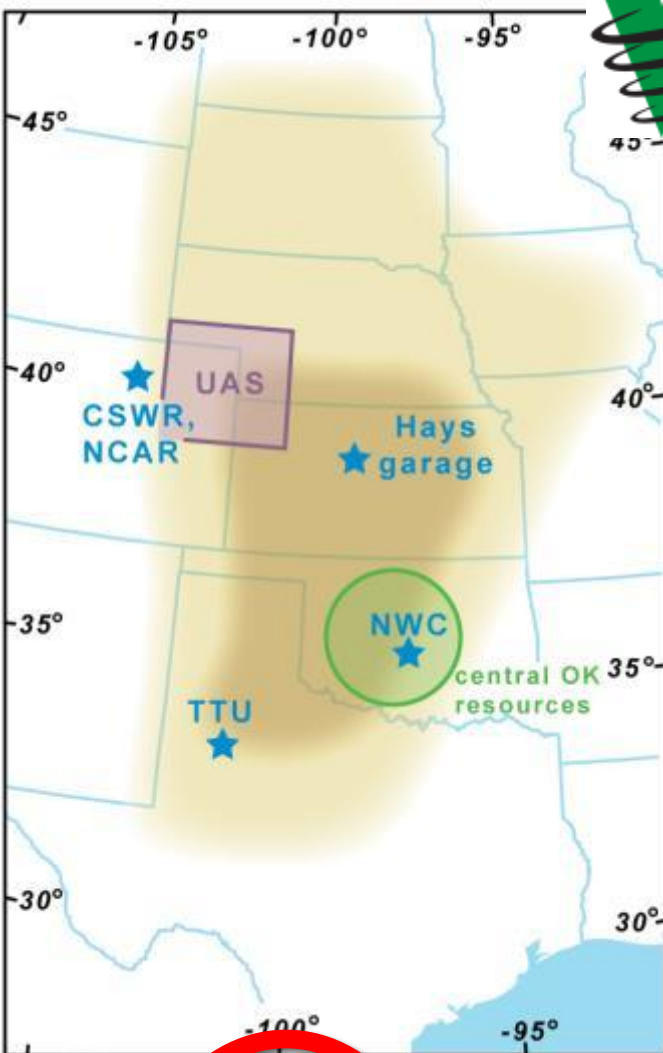 -105°
-100°
-95°
45°
45°
40°
UAS
40°
CSWR,
NCAR
Hays
garage
35°
NWC
35°
central OK
resources
TTU
30°
30°
-100°
-95°